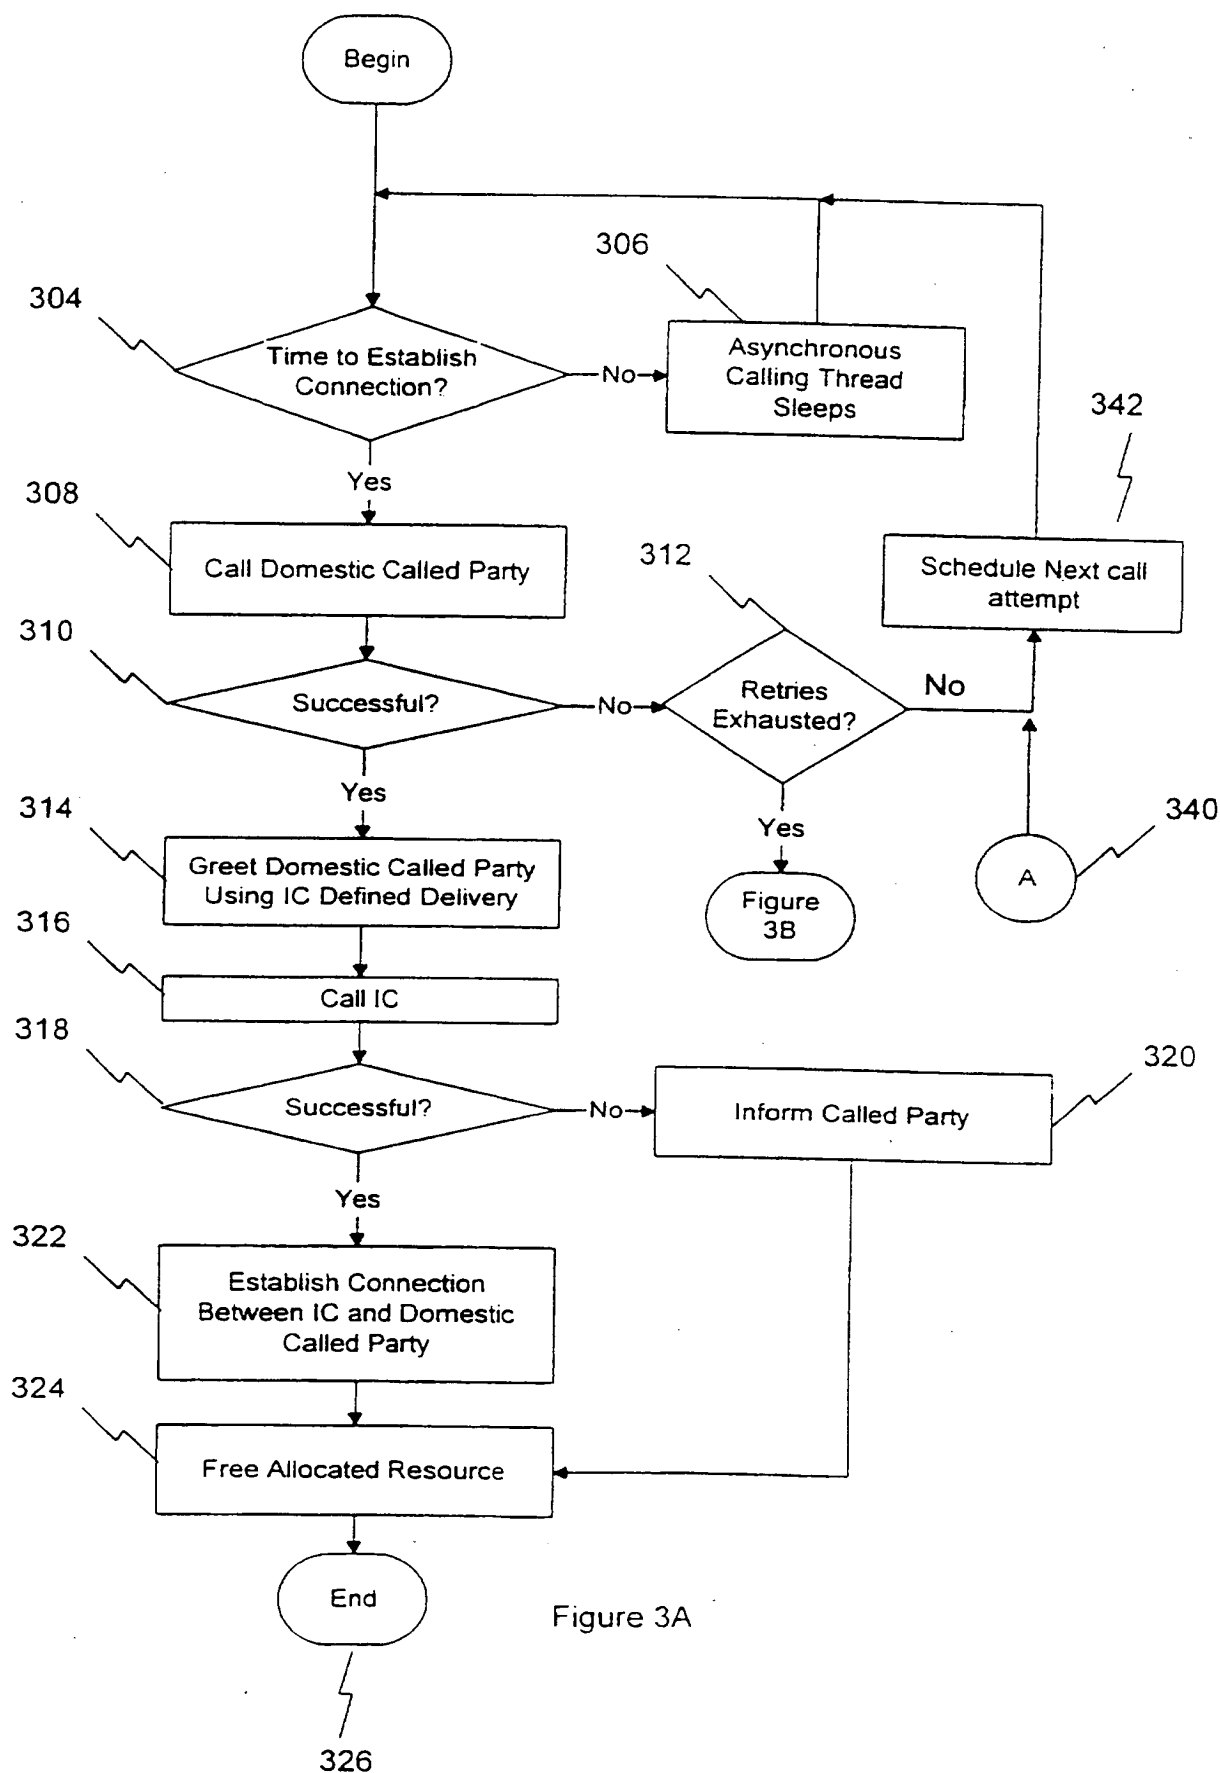 Begin
306
304
Time to Establish
Connection?
No
Asynchronous
Calling Thread
Sleeps
342
Yes
308
Call Domestic Called Party
312
Schedule Next call
attempt
310
Successful?
No
Retries
Exhausted?
No
Yes
314
Yes
340
Greet Domestic Called Party
Using IC Defined Delivery
Figure
3B
A
316
Call IC
318
Successful?
No
Inform Called Party
320
Yes
322
Establish Connection
Between IC and Domestic
Called Party
324
Free Allocated Resource
End
Figure 3A
326